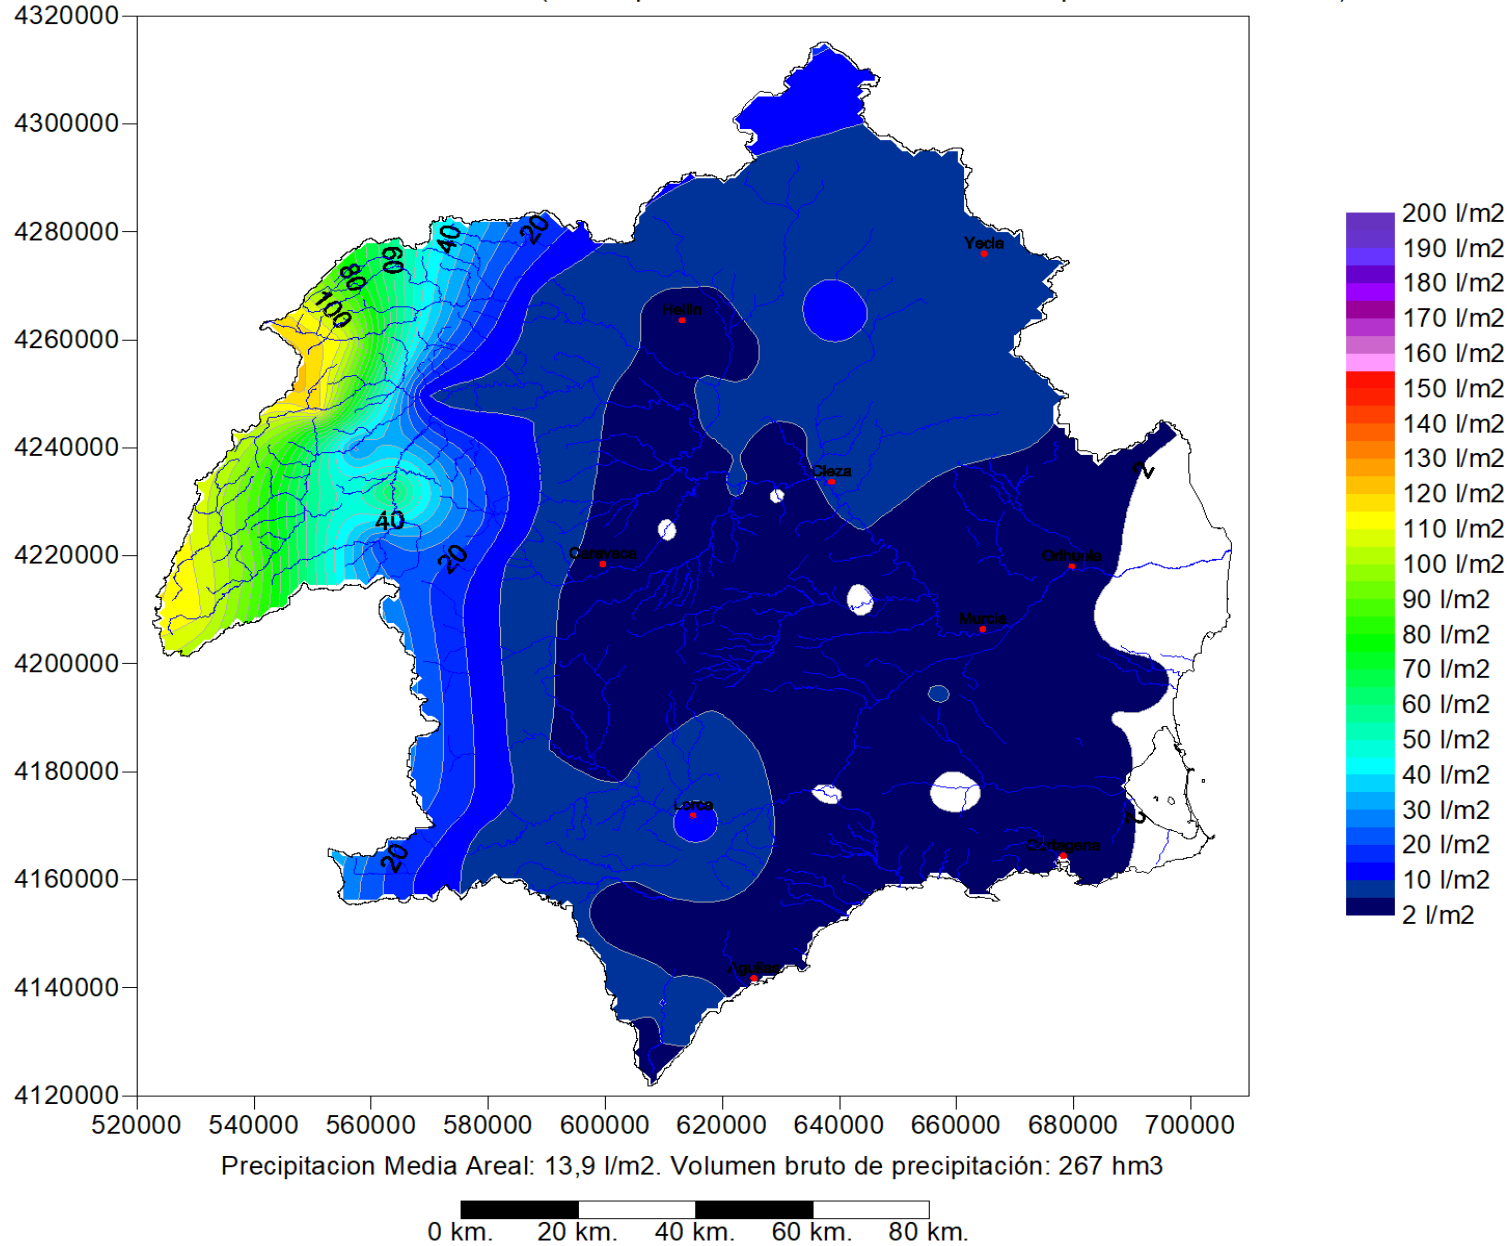 4320000
4300000
4280000
4260000
4240000
4220000
4200000
4180000
4160000
4140000
4120000
520000 540000 560000 580000 600000 620000 640000 660000 680000 700000
20
40
60
80
100
40
20
20
2
2
Yecla
Hellin
Cieza
Caravaca
Orihuela
Murcia
Lorca
Cartagena
Aguilas
200 l/m2
190 l/m2
180 l/m2
170 l/m2
160 l/m2
150 l/m2
140 l/m2
130 l/m2
120 l/m2
110 l/m2
100 l/m2
90 l/m2
80 l/m2
70 l/m2
60 l/m2
50 l/m2
40 l/m2
30 l/m2
20 l/m2
10 l/m2
2 l/m2
Precipitacion Media Areal: 13,9 l/m2. Volumen bruto de precipitación: 267 hm3
0 km. 20 km. 40 km. 60 km. 80 km.